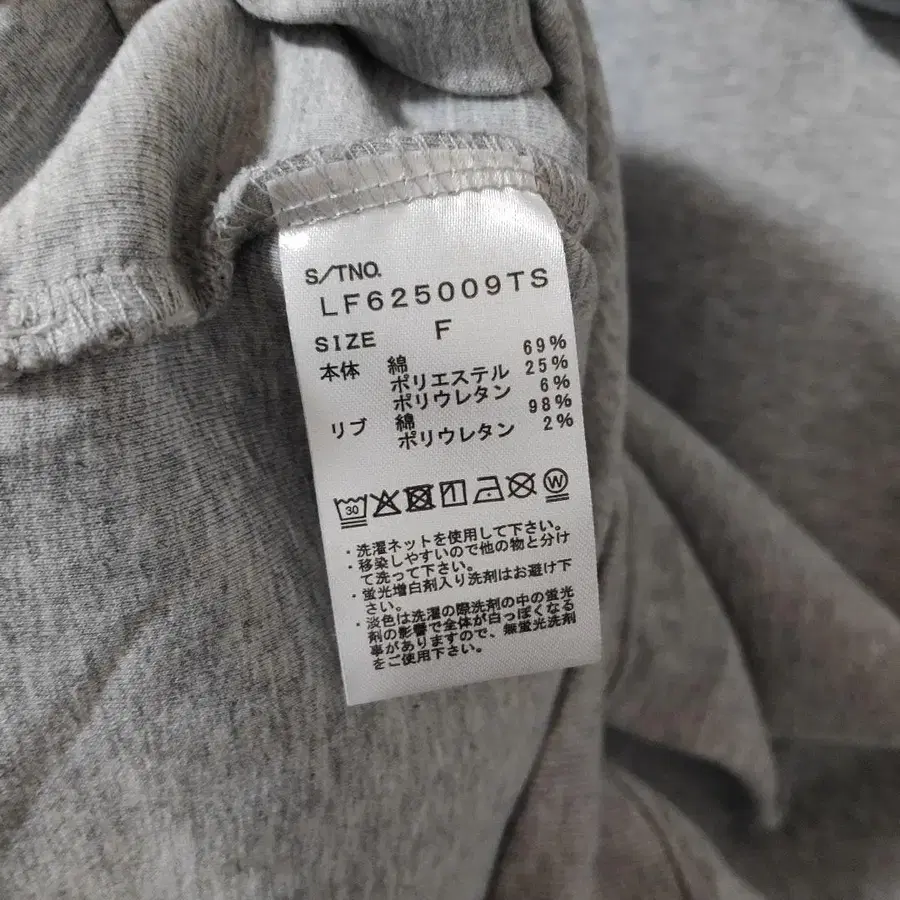 S/TNO.
LF625009TS
SIZE F
本体 綿 69%
ポリエステル 25%
ポリウレタン 6%
リブ 綿 98%
ポリウレタン 2%
30 W
・洗濯ネットを使用して下さい。
・移染しやすいので他の物と分け
て洗って下さい。
・蛍光増白剤入り洗剤はお避け下
さい。
・淡色は洗濯の際洗剤の中の蛍光
剤の影響で全体が白っぽくなる
事がありますので、無蛍光洗剤
をご使用下さい。